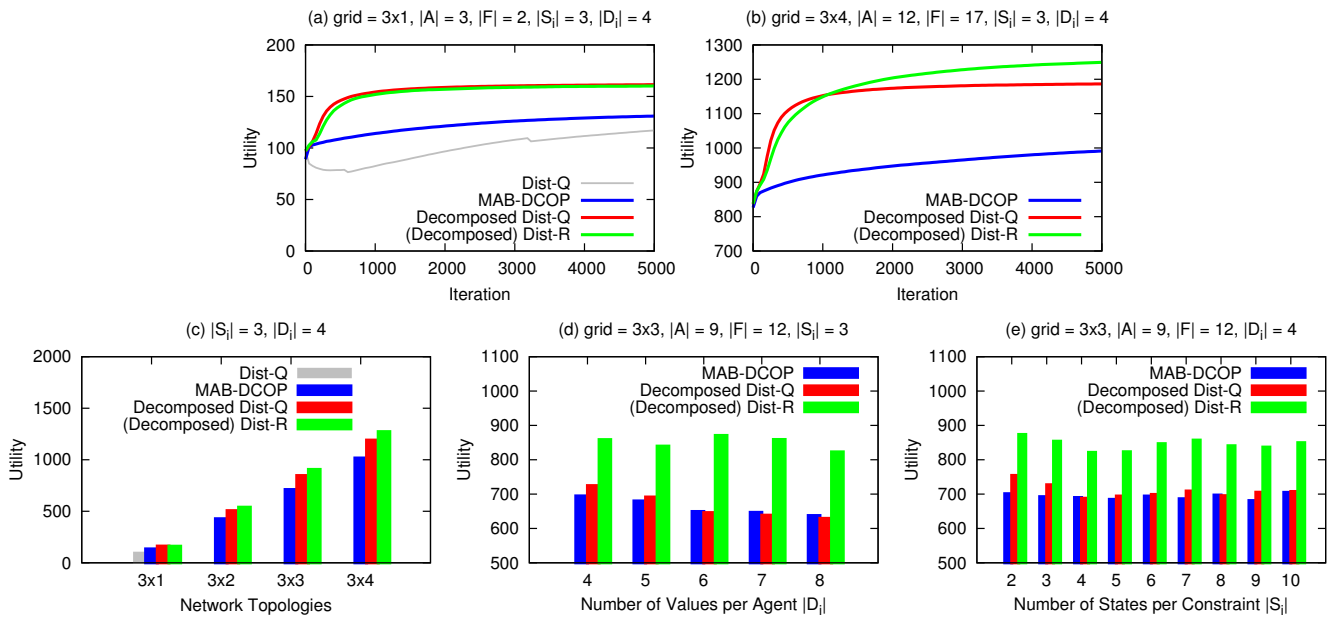 (a) grid = 3x1, |A| = 3, |F| = 2, |Si| = 3, |Di| = 4
200
150
100
50
0
Utility
Dist-Q
MAB-DCOP
Decomposed Dist-Q
(Decomposed) Dist-R
0 1000 2000 3000 4000 5000
Iteration
(b) grid = 3x4, |A| = 12, |F| = 17, |Si| = 3, |Di| = 4
1300
1200
1100
1000
900
800
700
Utility
MAB-DCOP
Decomposed Dist-Q
(Decomposed) Dist-R
0 1000 2000 3000 4000 5000
Iteration
(c) |Si| = 3, |Di| = 4
2000
1500
1000
500
0
Utility
Dist-Q
MAB-DCOP
Decomposed Dist-Q
(Decomposed) Dist-R
3x1 3x2 3x3 3x4
Network Topologies
(d) grid = 3x3, |A| = 9, |F| = 12, |Si| = 3
1100
1000
900
800
700
600
500
Utility
MAB-DCOP
Decomposed Dist-Q
(Decomposed) Dist-R
4 5 6 7 8
Number of Values per Agent |Di|
(e) grid = 3x3, |A| = 9, |F| = 12, |Di| = 4
1100
1000
900
800
700
600
500
Utility
MAB-DCOP
Decomposed Dist-Q
(Decomposed) Dist-R
2 3 4 5 6 7 8 9 10
Number of States per Constraint |Si|